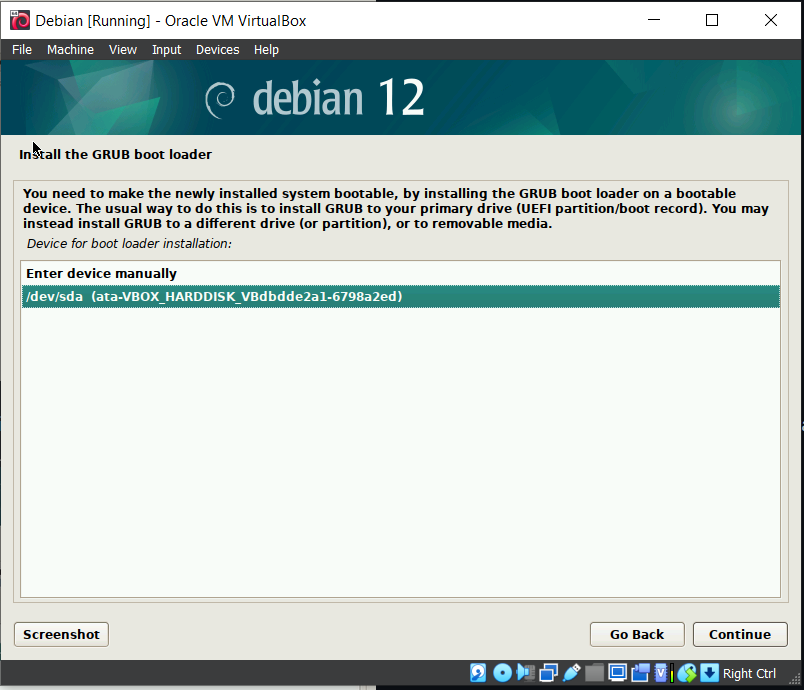 Debian [Running] - Oracle VM VirtualBox
File Machine View Input Devices Help
debian 12
Install the GRUB boot loader
You need to make the newly installed system bootable, by installing the GRUB boot loader on a bootable
device. The usual way to do this is to install GRUB to your primary drive (UEFI partition/boot record). You may
instead install GRUB to a different drive (or partition), or to removable media.
Device for boot loader installation:
Enter device manually
/dev/sda (ata-VBOX_HARDDISK_VBdbdde2a1-6798a2ed)
Screenshot Go Back Continue
Right Ctrl